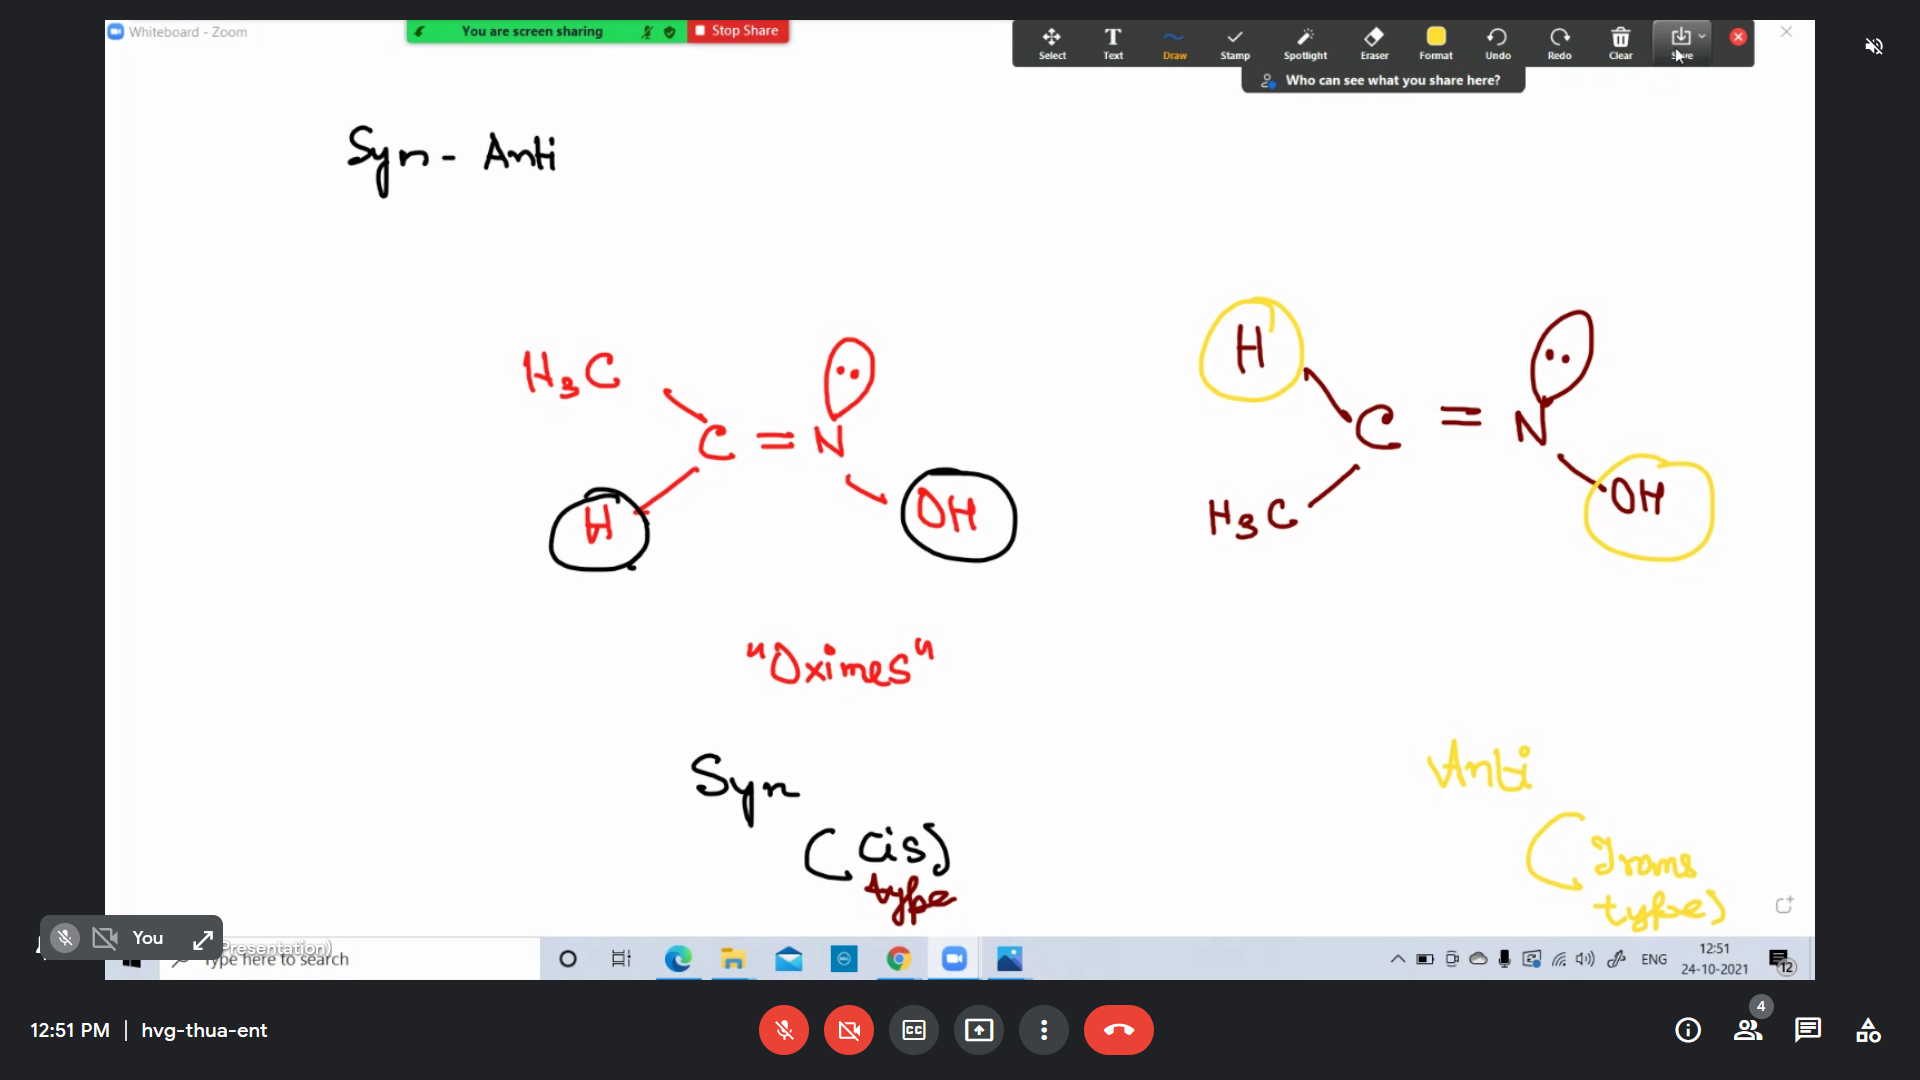 Whiteboard - Zoom
You are screen sharing
Stop Share
Select
Text
Draw
Stamp
Spotlight
Eraser
Format
Undo
Redo
Clear
Save
Who can see what you share here?
Syn - Anti
H₃C
C = N
H
OH
H
C = N
H₃C
OH
"Oximes"
Syn
(Cis)
type
Anti
(Trans
type)
You
Presentation)
Type here to search
ENG
12:51
24-10-2021
12
12:51 PM | hvg-thua-ent
CC
4